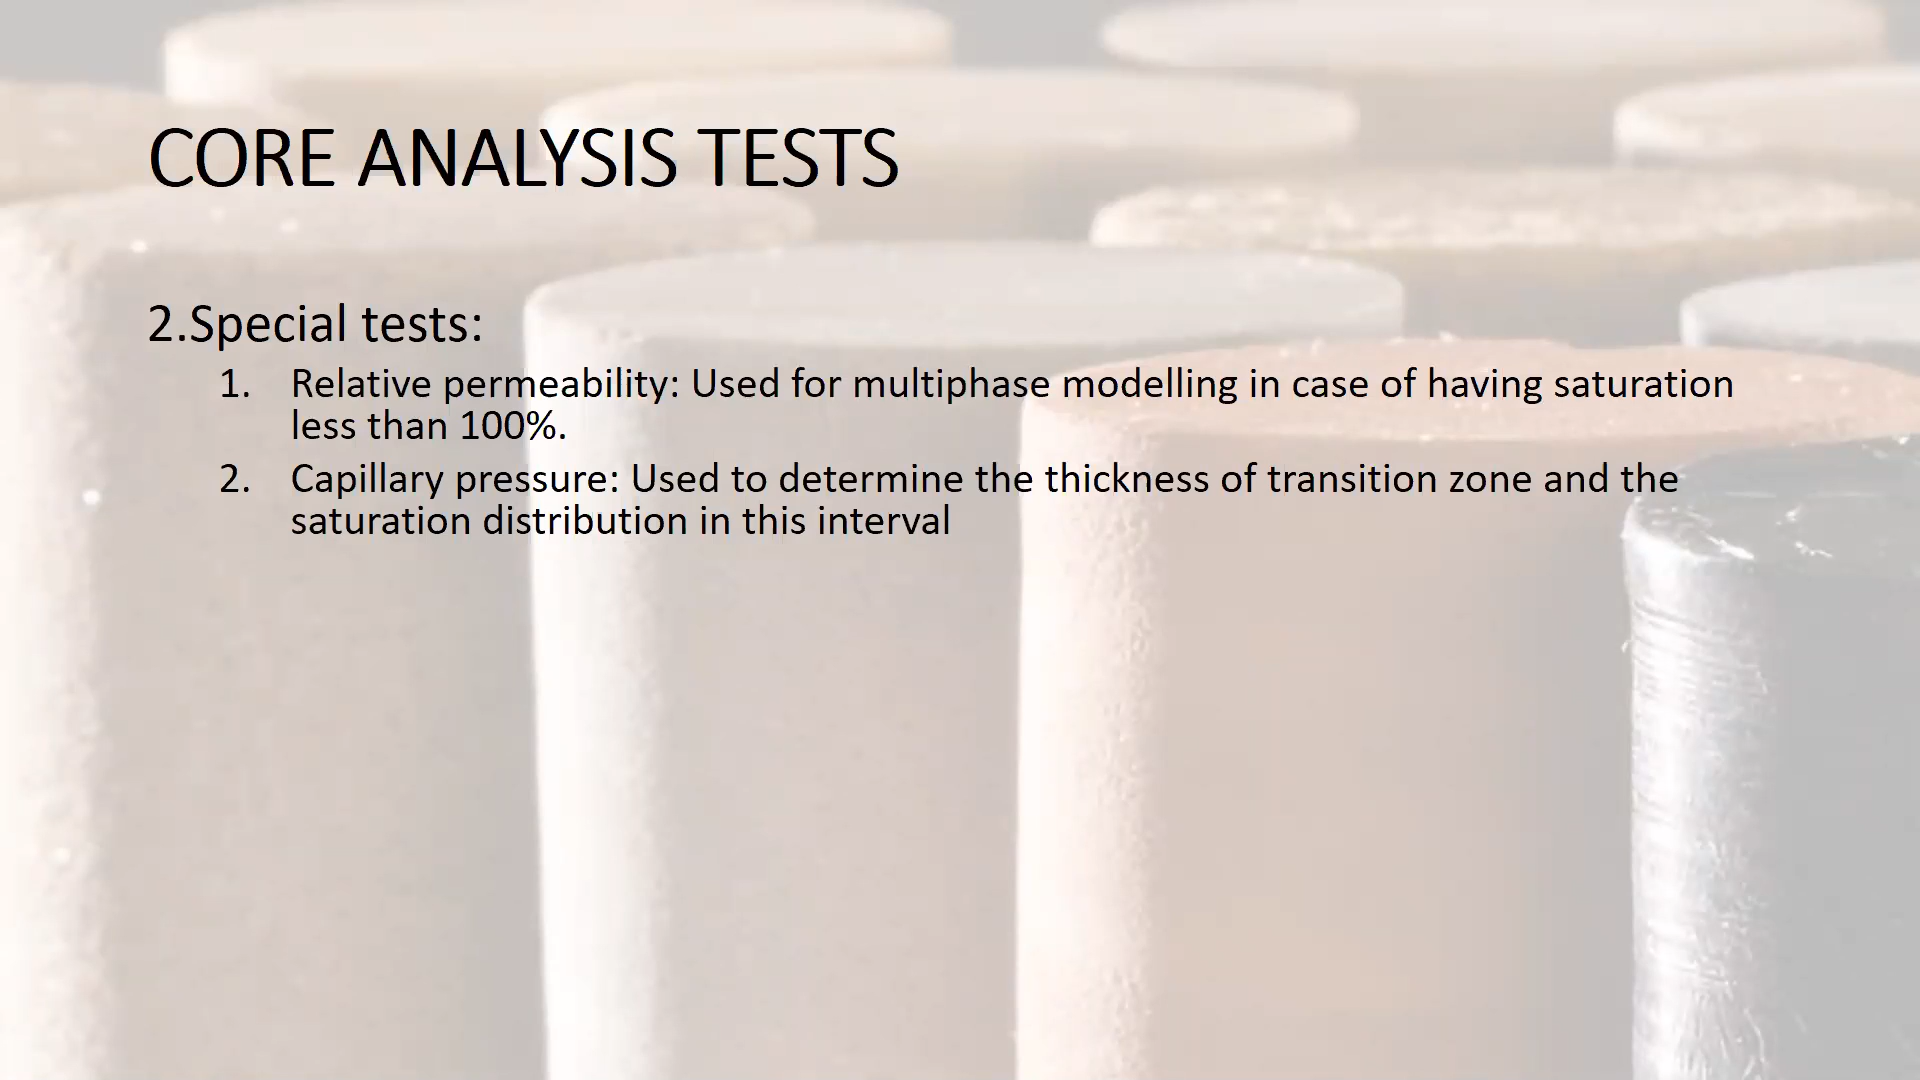 CORE ANALYSIS TESTS
2.Special tests:
1. Relative permeability: Used for multiphase modelling in case of having saturation
less than 100%.
2. Capillary pressure: Used to determine the thickness of transition zone and the
saturation distribution in this interval